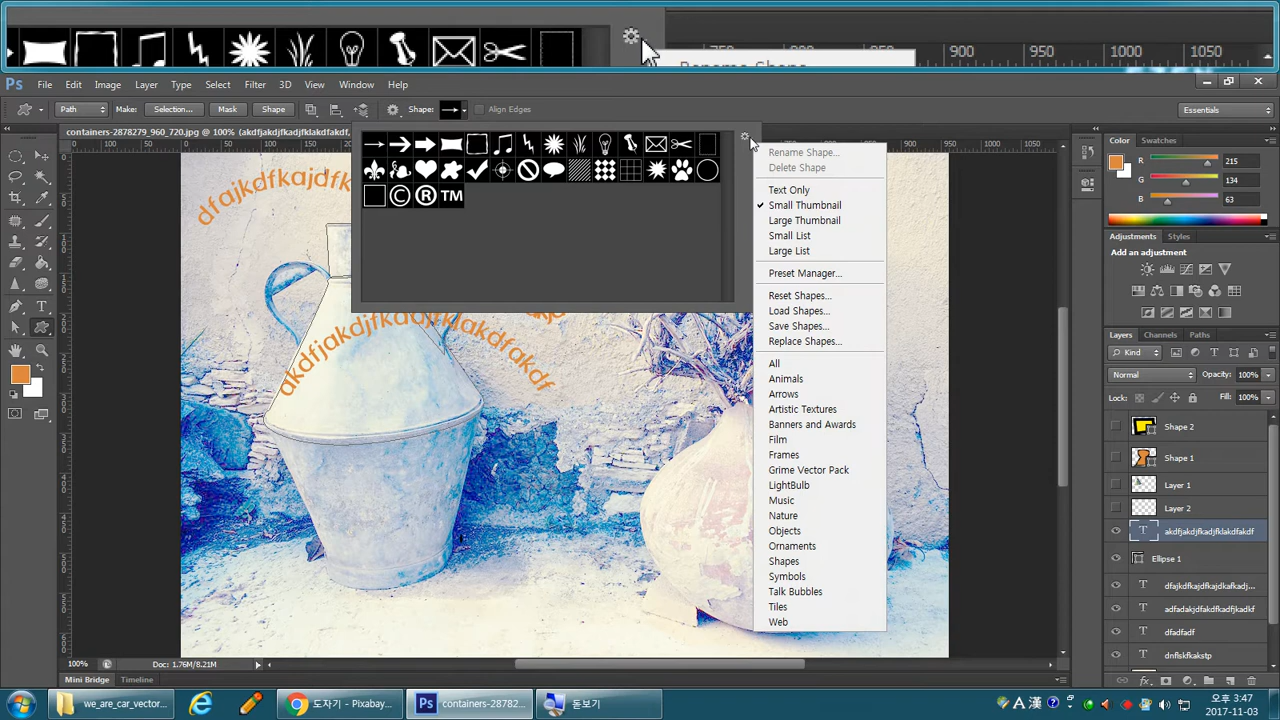 750 800 850 900 950 1000 1050
Ps File Edit Image Layer Type Select Filter 3D View Window Help
Path Make: Selection... Mask Shape Shape: Align Edges Essentials
containers-2878279_960_720.jpg @ 100% (akdfjakdjfkadjfklakdfakdf,
Color Swatches
R 215
G 134
B 63
Rename Shape...
Delete Shape
Text Only
Small Thumbnail
Large Thumbnail
Small List
Large List
Preset Manager...
Reset Shapes...
Load Shapes...
Save Shapes...
Replace Shapes...
All
Animals
Arrows
Artistic Textures
Banners and Awards
Film
Frames
Grime Vector Pack
LightBulb
Music
Nature
Objects
Ornaments
Shapes
Symbols
Talk Bubbles
Tiles
Web
© ® TM
akdfjakdjfkadjfklakdfakdf
Adjustments Styles
Add an adjustment
Layers Channels Paths
Kind
Normal Opacity: 100%
Lock: Fill: 100%
Shape 2
Shape 1
Layer 1
Layer 2
akdfjakdjfkadjfklakdfakdf
Ellipse 1
dfajkdfkajdfkajdkafkadj...
adfadakjdfakdfkadfjkadkf
dfadfadf
dnflskfkakstp
100% Doc: 1.76M/8.21M
Mini Bridge Timeline
we_are_car_vector...
도자기 - Pixabay...
containers-28782...
돋보기
A 漢
오후 3:47
2017-11-03